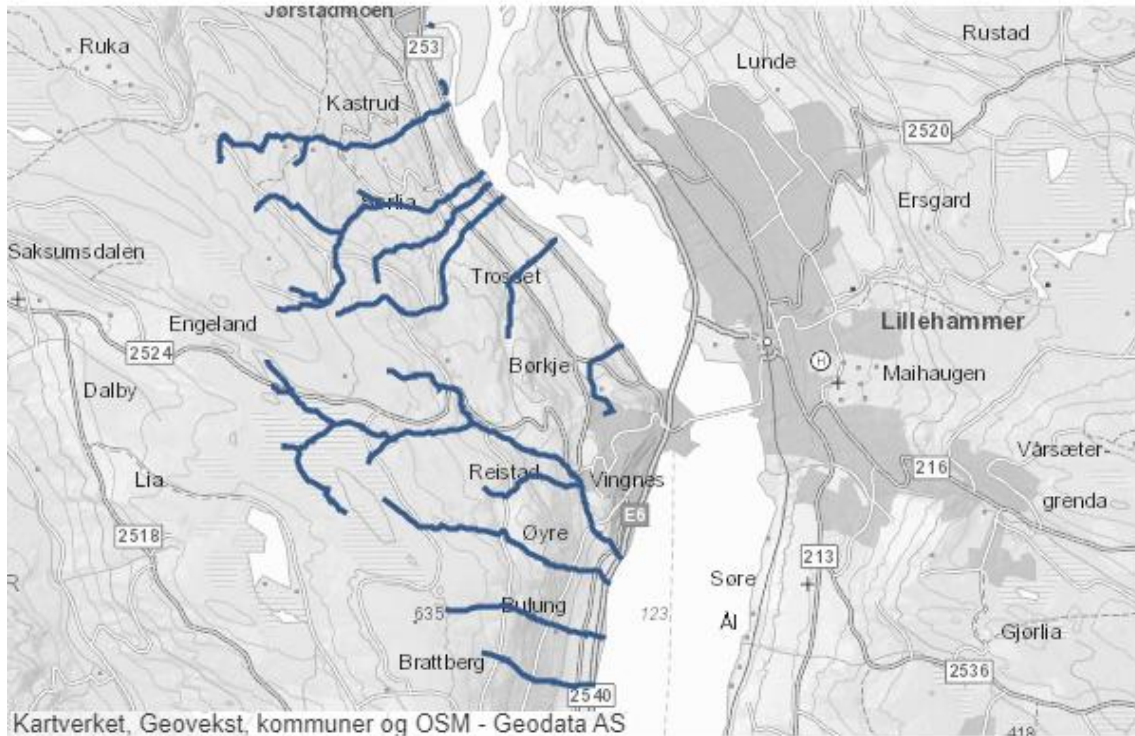 Jørstadmoen
Ruka
253
Rustad
Lunde
Kastrud
2520
Sørlia
Ersgard
Saksumsdalen
Trosset
Engeland
Lillehammer
2524
Børkje
H
Maihaugen
Dalby
Vårsæter-
grenda
216
Lia
Reistad
Vingnes
E6
Øyre
2518
213
Søre
Ål
R
635
Bulung
123
Gjørlia
Brattberg
2536
2540
418
Kartverket, Geovekst, kommuner og OSM - Geodata AS